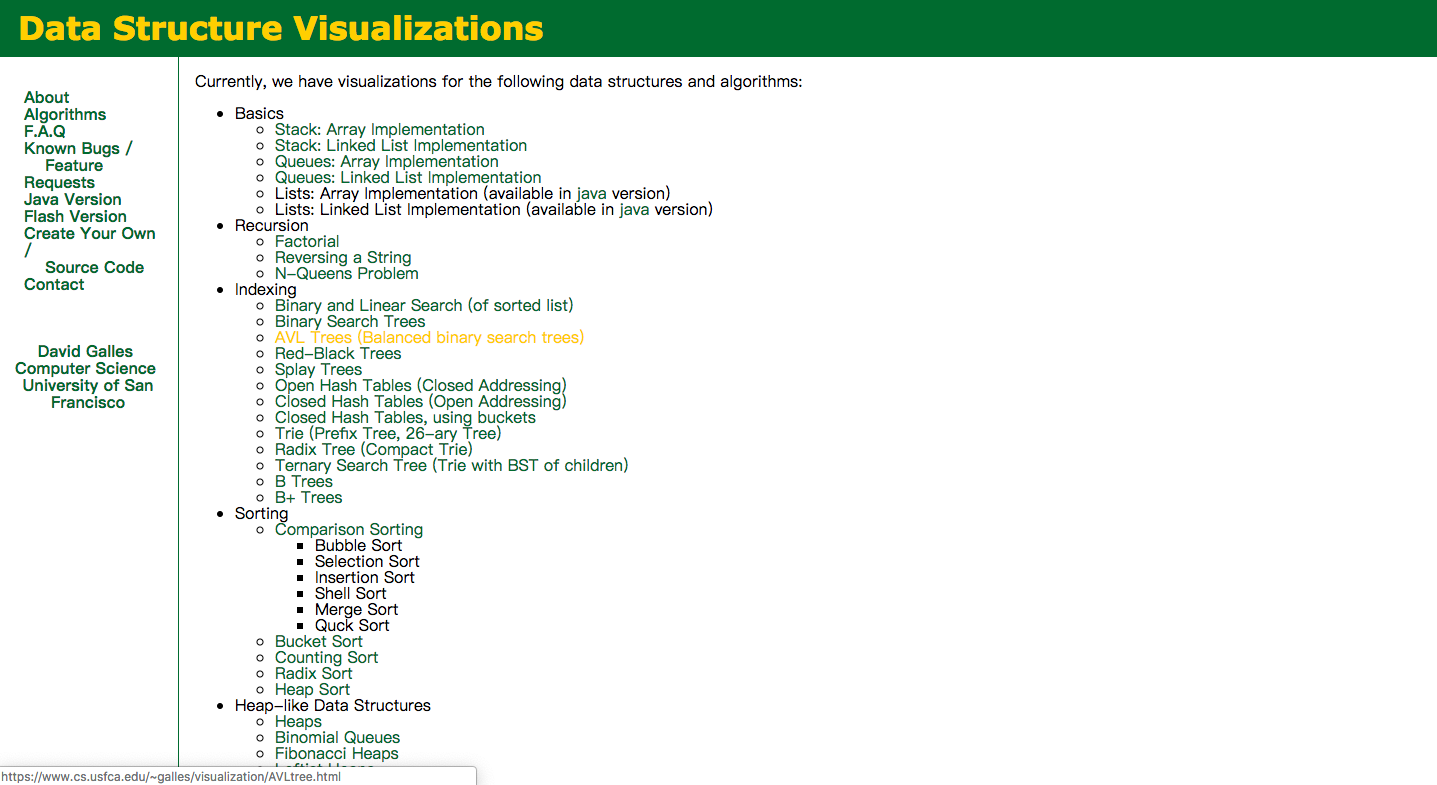 Data Structure Visualizations
About
Algorithms
F.A.Q
Known Bugs /
Feature
Requests
Java Version
Flash Version
Create Your Own
/
Source Code
Contact
David Galles
Computer Science
University of San
Francisco
Currently, we have visualizations for the following data structures and algorithms:
Basics
Stack: Array Implementation
Stack: Linked List Implementation
Queues: Array Implementation
Queues: Linked List Implementation
Lists: Array Implementation (available in java version)
Lists: Linked List Implementation (available in java version)
Recursion
Factorial
Reversing a String
N-Queens Problem
Indexing
Binary and Linear Search (of sorted list)
Binary Search Trees
AVL Trees (Balanced binary search trees)
Red-Black Trees
Splay Trees
Open Hash Tables (Closed Addressing)
Closed Hash Tables (Open Addressing)
Closed Hash Tables, using buckets
Trie (Prefix Tree, 26-ary Tree)
Radix Tree (Compact Trie)
Ternary Search Tree (Trie with BST of children)
B Trees
B+ Trees
Sorting
Comparison Sorting
Bubble Sort
Selection Sort
Insertion Sort
Shell Sort
Merge Sort
Quck Sort
Bucket Sort
Counting Sort
Radix Sort
Heap Sort
Heap-like Data Structures
Heaps
Binomial Queues
Fibonacci Heaps
https://www.cs.usfca.edu/~galles/visualization/AVLtree.html